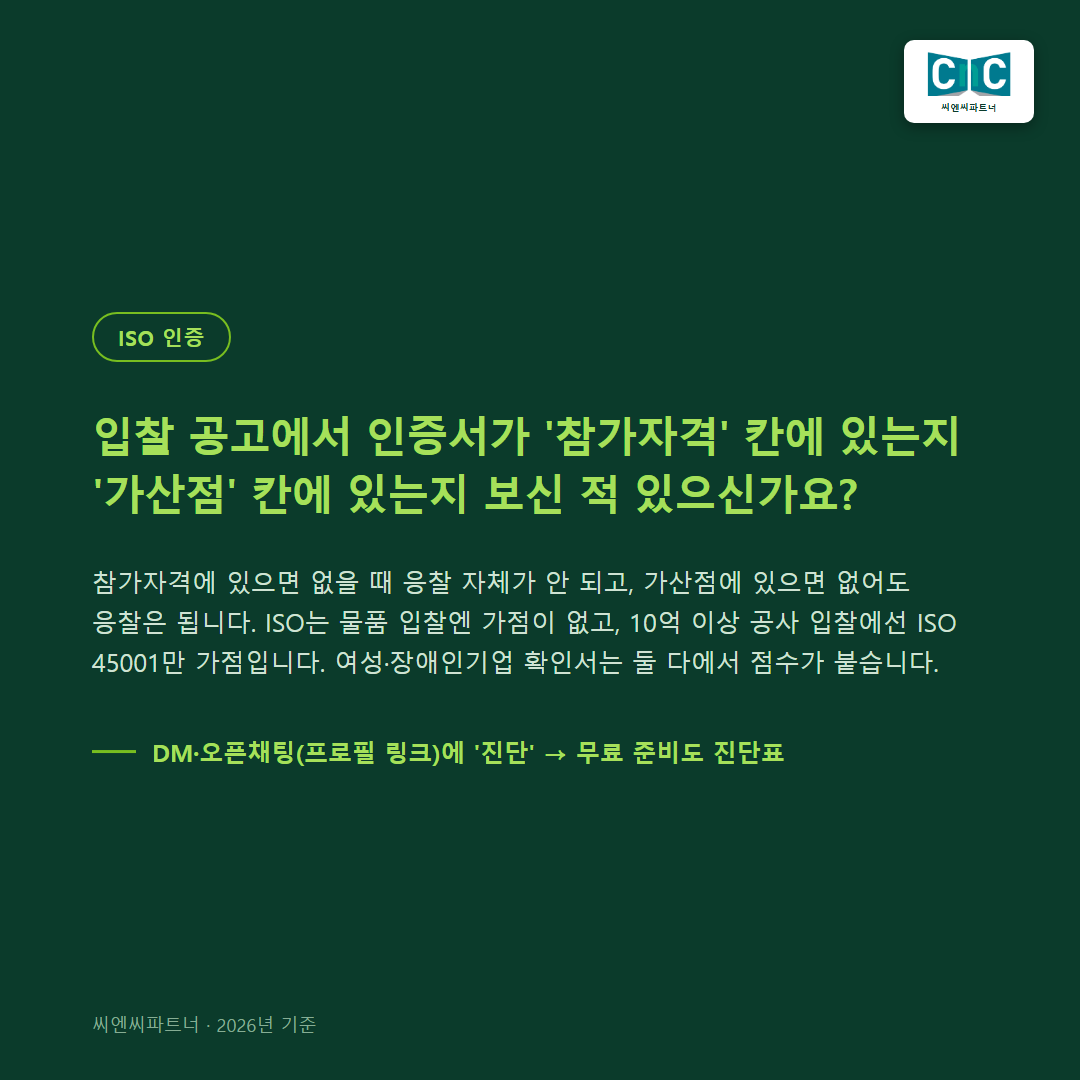 CnC
씨엔씨파트너
ISO 인증
입찰 공고에서 인증서가 '참가자격' 칸에 있는지
'가산점' 칸에 있는지 보신 적 있으신가요?
참가자격에 있으면 없을 때 응찰 자체가 안 되고, 가산점에 있으면 없어도
응찰은 됩니다. ISO는 물품 입찰엔 가점이 없고, 10억 이상 공사 입찰에선 ISO
45001만 가점입니다. 여성·장애인기업 확인서는 둘 다에서 점수가 붙습니다.
DM·오픈채팅(프로필 링크)에 '진단' → 무료 준비도 진단표
씨엔씨파트너 · 2026년 기준